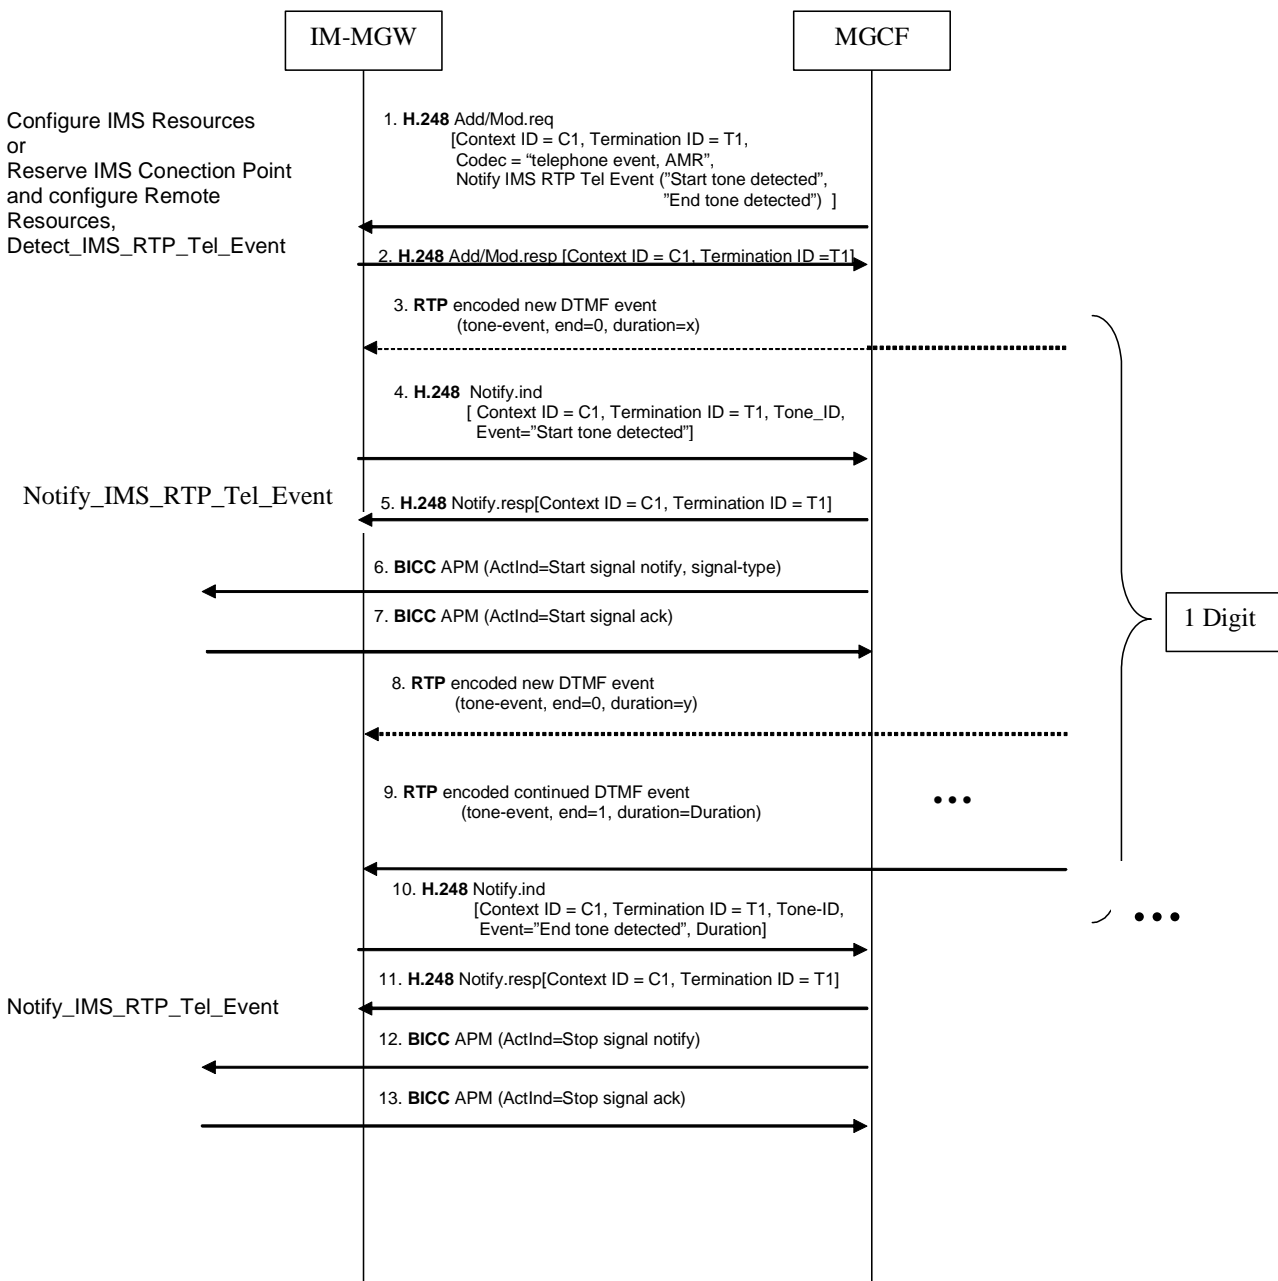 IM-MGW
MGCF
Configure IMS Resources
or
Reserve IMS Conection Point
and configure Remote
Resources,
Detect_IMS_RTP_Tel_Event
1. H.248 Add/Mod.req
[Context ID = C1, Termination ID = T1,
Codec = “telephone event, AMR”,
Notify IMS RTP Tel Event (”Start tone detected”,
”End tone detected”) ]
2. H.248 Add/Mod.resp [Context ID = C1, Termination ID =T1]
3. RTP encoded new DTMF event
(tone-event, end=0, duration=x)
4. H.248 Notify.ind
[ Context ID = C1, Termination ID = T1, Tone_ID,
Event=”Start tone detected”]
Notify_IMS_RTP_Tel_Event
5. H.248 Notify.resp[Context ID = C1, Termination ID = T1]
6. BICC APM (ActInd=Start signal notify, signal-type)
7. BICC APM (ActInd=Start signal ack)
1 Digit
8. RTP encoded new DTMF event
(tone-event, end=0, duration=y)
9. RTP encoded continued DTMF event
(tone-event, end=1, duration=Duration)
10. H.248 Notify.ind
[Context ID = C1, Termination ID = T1, Tone-ID,
Event=”End tone detected”, Duration]
11. H.248 Notify.resp[Context ID = C1, Termination ID = T1]
Notify_IMS_RTP_Tel_Event
12. BICC APM (ActInd=Stop signal notify)
13. BICC APM (ActInd=Stop signal ack)